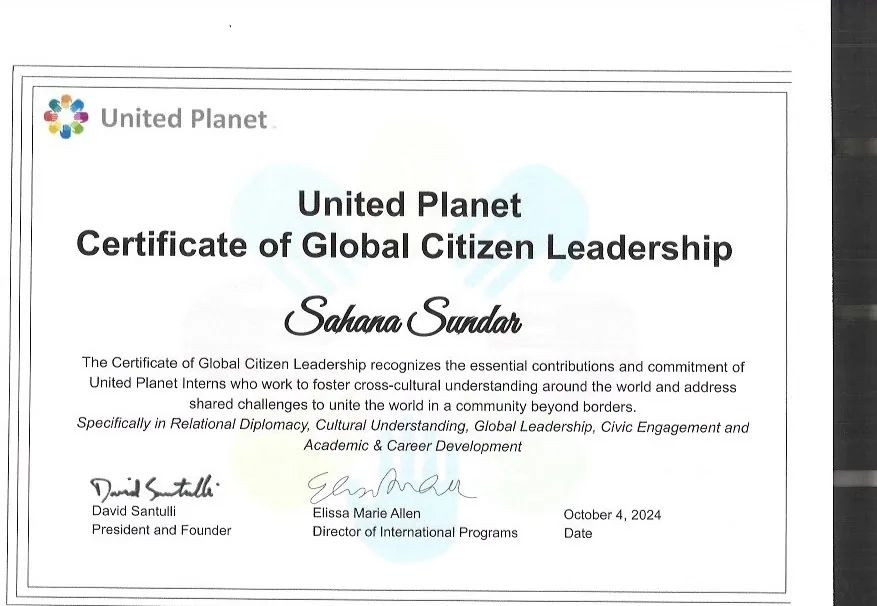 United Planet
United Planet
Certificate of Global Citizen Leadership
Sahana Sundar
The Certificate of Global Citizen Leadership recognizes the essential contributions and commitment of
United Planet Interns who work to foster cross-cultural understanding around the world and address
shared challenges to unite the world in a community beyond borders.
Specifically in Relational Diplomacy, Cultural Understanding, Global Leadership, Civic Engagement and
Academic & Career Development
David Santulli
David Santulli
President and Founder
Elissa Marie Allen
Director of International Programs
October 4, 2024
Date